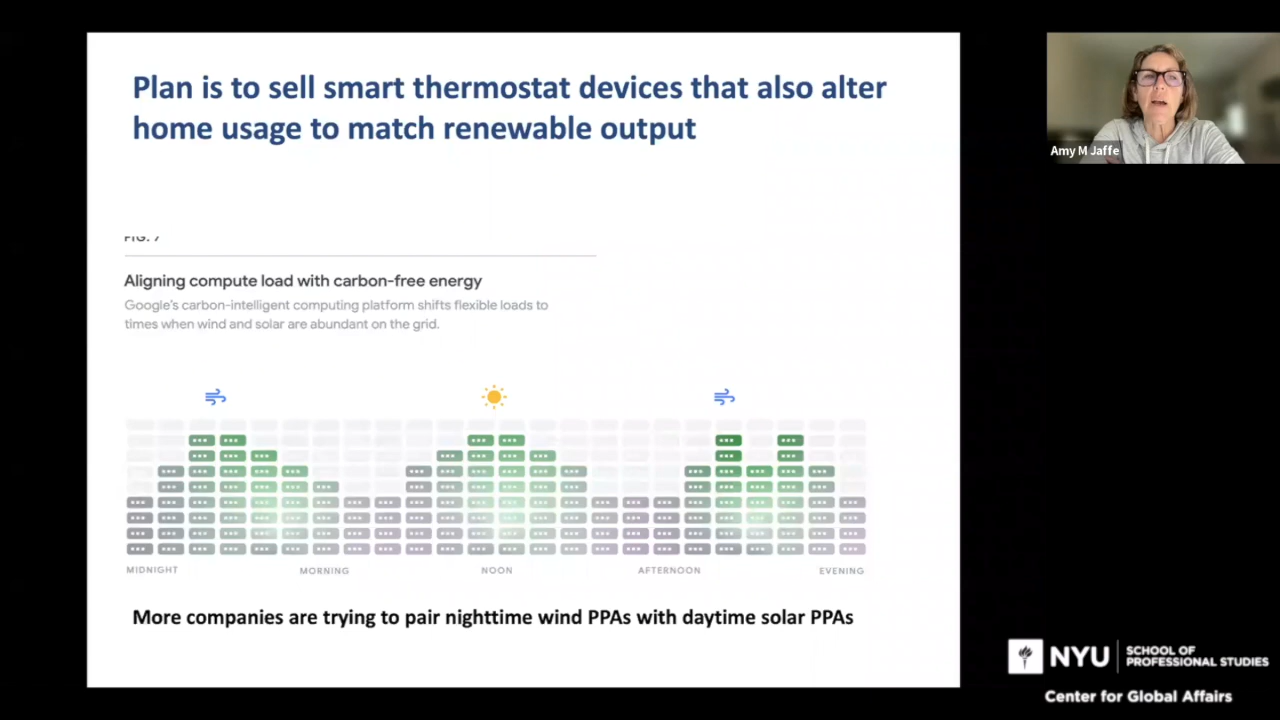 Plan is to sell smart thermostat devices that also alter
home usage to match renewable output
Amy M Jaffe
FIG. 7
Aligning compute load with carbon-free energy
Google's carbon-intelligent computing platform shifts flexible loads to
times when wind and solar are abundant on the grid.
MIDNIGHT MORNING NOON AFTERNOON EVENING
More companies are trying to pair nighttime wind PPAs with daytime solar PPAs
NYU SCHOOL OF
PROFESSIONAL STUDIES
Center for Global Affairs